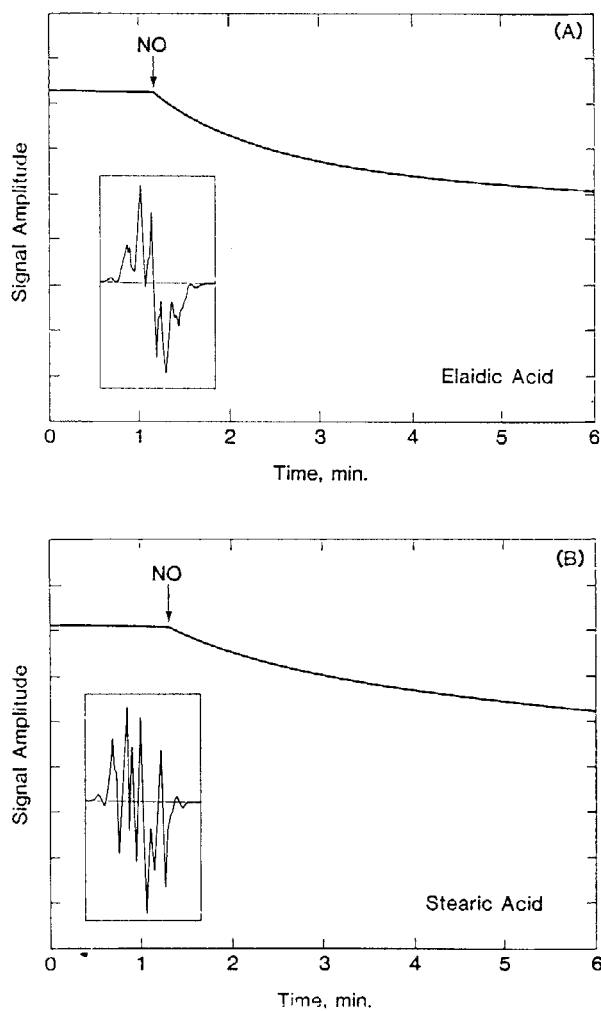 (A)
NO
Signal Amplitude
Elaidic Acid
0 1 2 3 4 5 6
Time, min.
(B)
NO
Signal Amplitude
Stearic Acid
0 1 2 3 4 5 6
Time, min.